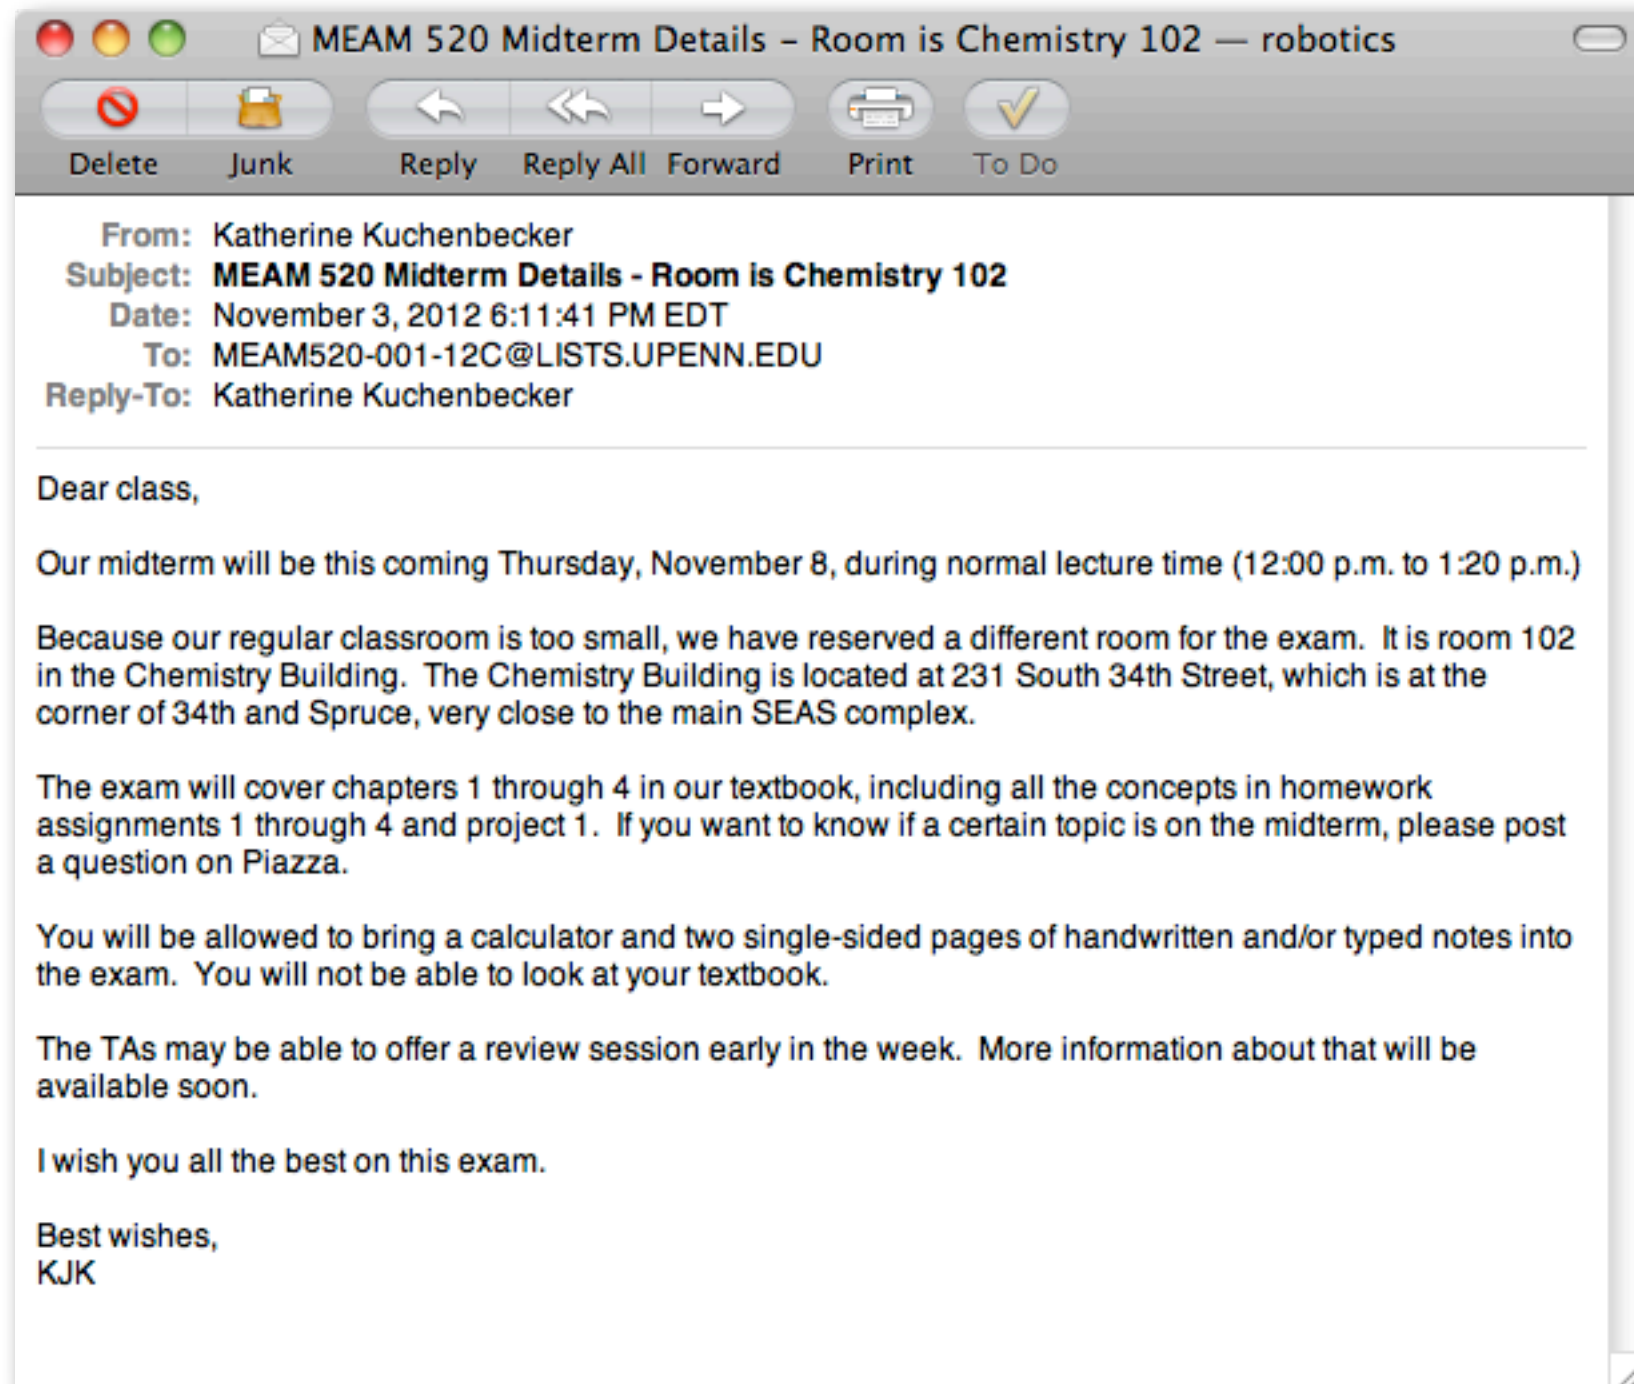 MEAM 520 Midterm Details – Room is Chemistry 102 — robotics
Delete Junk Reply Reply All Forward Print To Do
From: Katherine Kuchenbecker
Subject: MEAM 520 Midterm Details - Room is Chemistry 102
Date: November 3, 2012 6:11:41 PM EDT
To: MEAM520-001-12C@LISTS.UPENN.EDU
Reply-To: Katherine Kuchenbecker
Dear class,
Our midterm will be this coming Thursday, November 8, during normal lecture time (12:00 p.m. to 1:20 p.m.)
Because our regular classroom is too small, we have reserved a different room for the exam.  It is room 102
in the Chemistry Building.  The Chemistry Building is located at 231 South 34th Street, which is at the
corner of 34th and Spruce, very close to the main SEAS complex.
The exam will cover chapters 1 through 4 in our textbook, including all the concepts in homework
assignments 1 through 4 and project 1.  If you want to know if a certain topic is on the midterm, please post
a question on Piazza.
You will be allowed to bring a calculator and two single-sided pages of handwritten and/or typed notes into
the exam.  You will not be able to look at your textbook.
The TAs may be able to offer a review session early in the week.  More information about that will be
available soon.
I wish you all the best on this exam.
Best wishes,
KJK